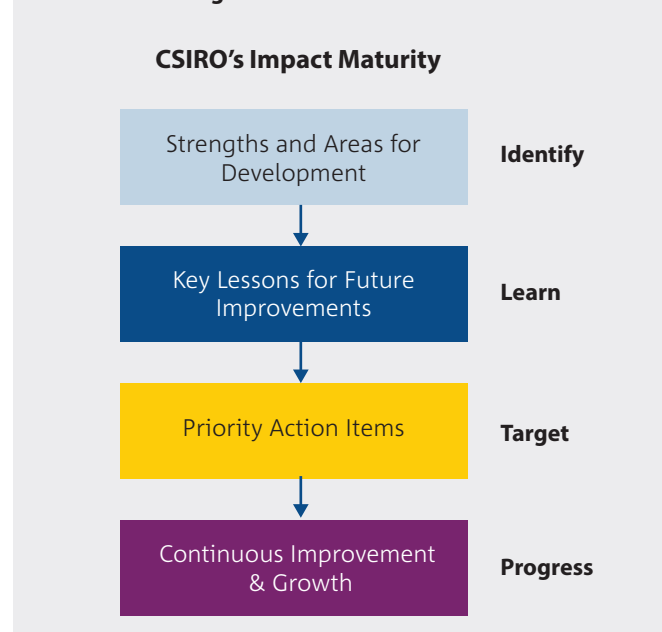 CSIRO’s Impact Maturity
Strengths and Areas for
Development
Identify
Key Lessons for Future
Improvements
Learn
Priority Action Items
Target
Continuous Improvement
& Growth
Progress